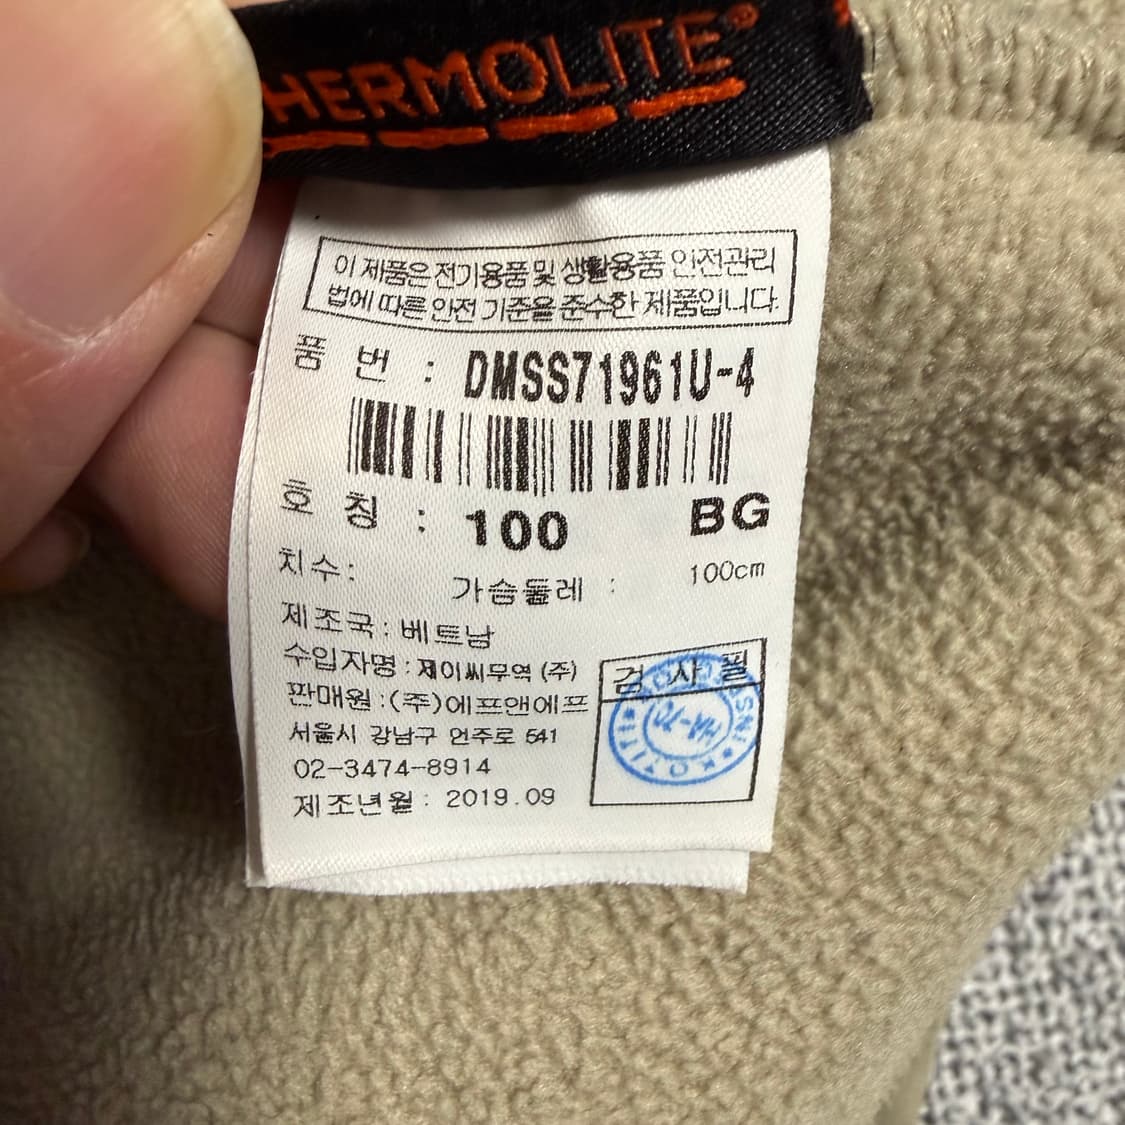 THERMOLITE®
이 제품은 전기용품 및 생활용품 안전관리
법에 따른 안전 기준을 준수한 제품입니다.
품 번 : DMSS71961U-4
호 칭 : 100 BG
치수: 가슴둘레 : 100cm
제조국 : 베트남
수입자명 : 제이씨무역 (주)
판매원 : (주)에프앤에프
서울시 강남구 언주로 541
02-3474-8914
제조년월 : 2019.09
검 사 필
KOTITI